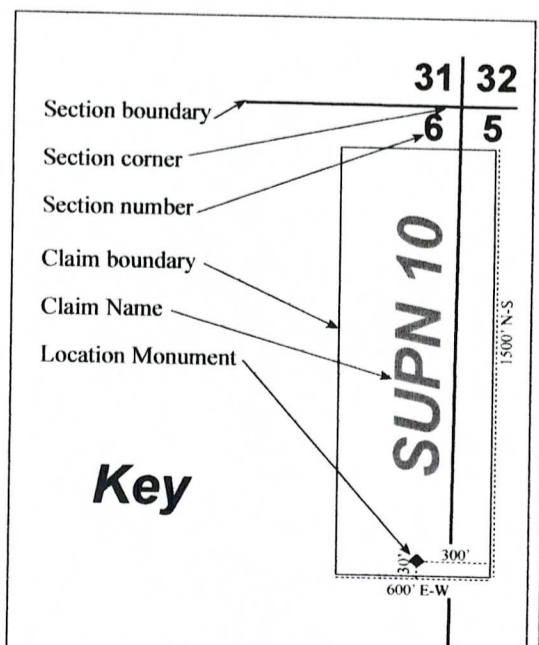 31 32
Section boundary
6 5
Section corner
Section number
Claim boundary
Claim Name
Location Monument
SUPN 10
1500' N-S
Key
300'
30'
600' E-W